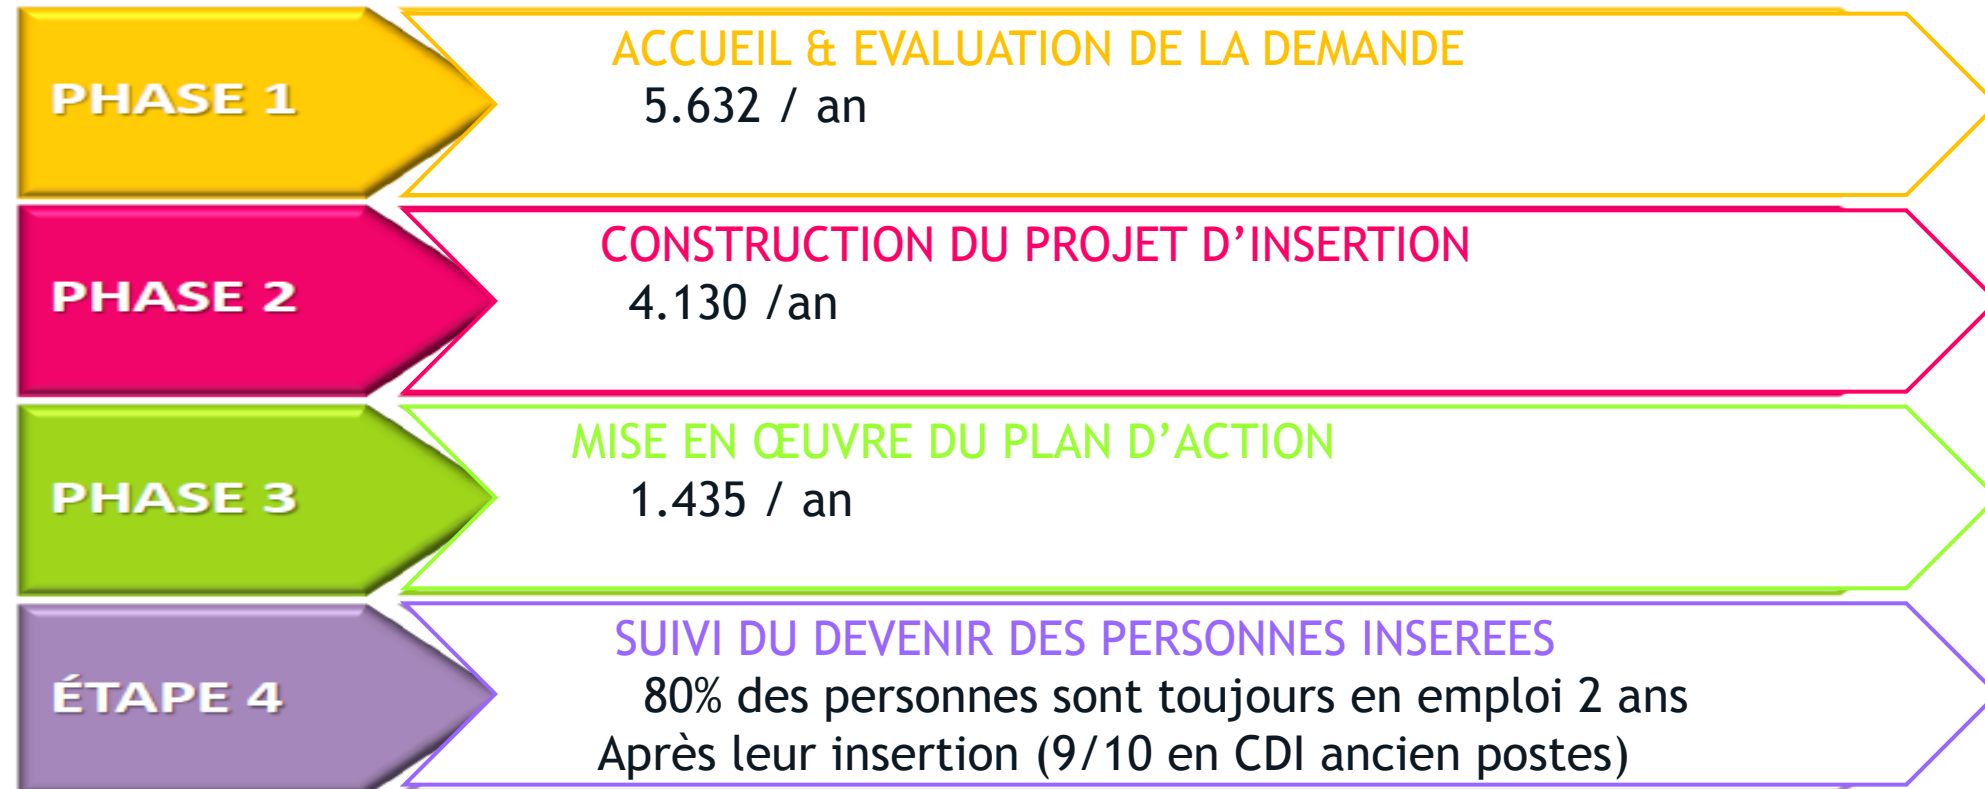 PHASE 1
ACCUEIL & EVALUATION DE LA DEMANDE
5.632 / an
PHASE 2
CONSTRUCTION DU PROJET D’INSERTION
4.130 /an
PHASE 3
MISE EN ŒUVRE DU PLAN D’ACTION
1.435 / an
ÉTAPE 4
SUIVI DU DEVENIR DES PERSONNES INSEREES
80% des personnes sont toujours en emploi 2 ans
Après leur insertion (9/10 en CDI ancien postes)